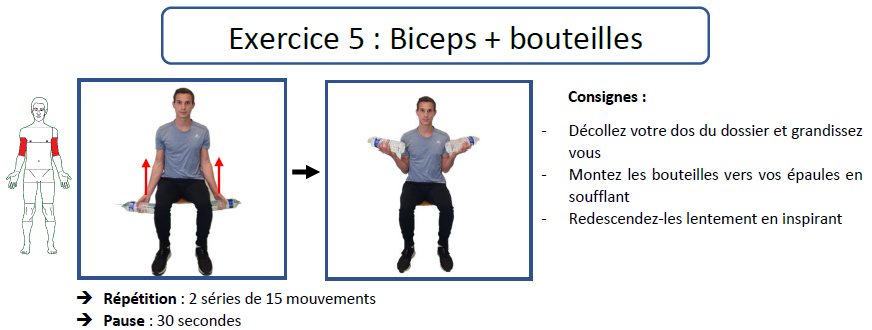 Exercice 5 : Biceps + bouteilles
Consignes :
- Décollez votre dos du dossier et grandissez
vous
- Montez les bouteilles vers vos épaules en
soufflant
- Redescendez-les lentement en inspirant
➔ Répétition : 2 séries de 15 mouvements
➔ Pause : 30 secondes